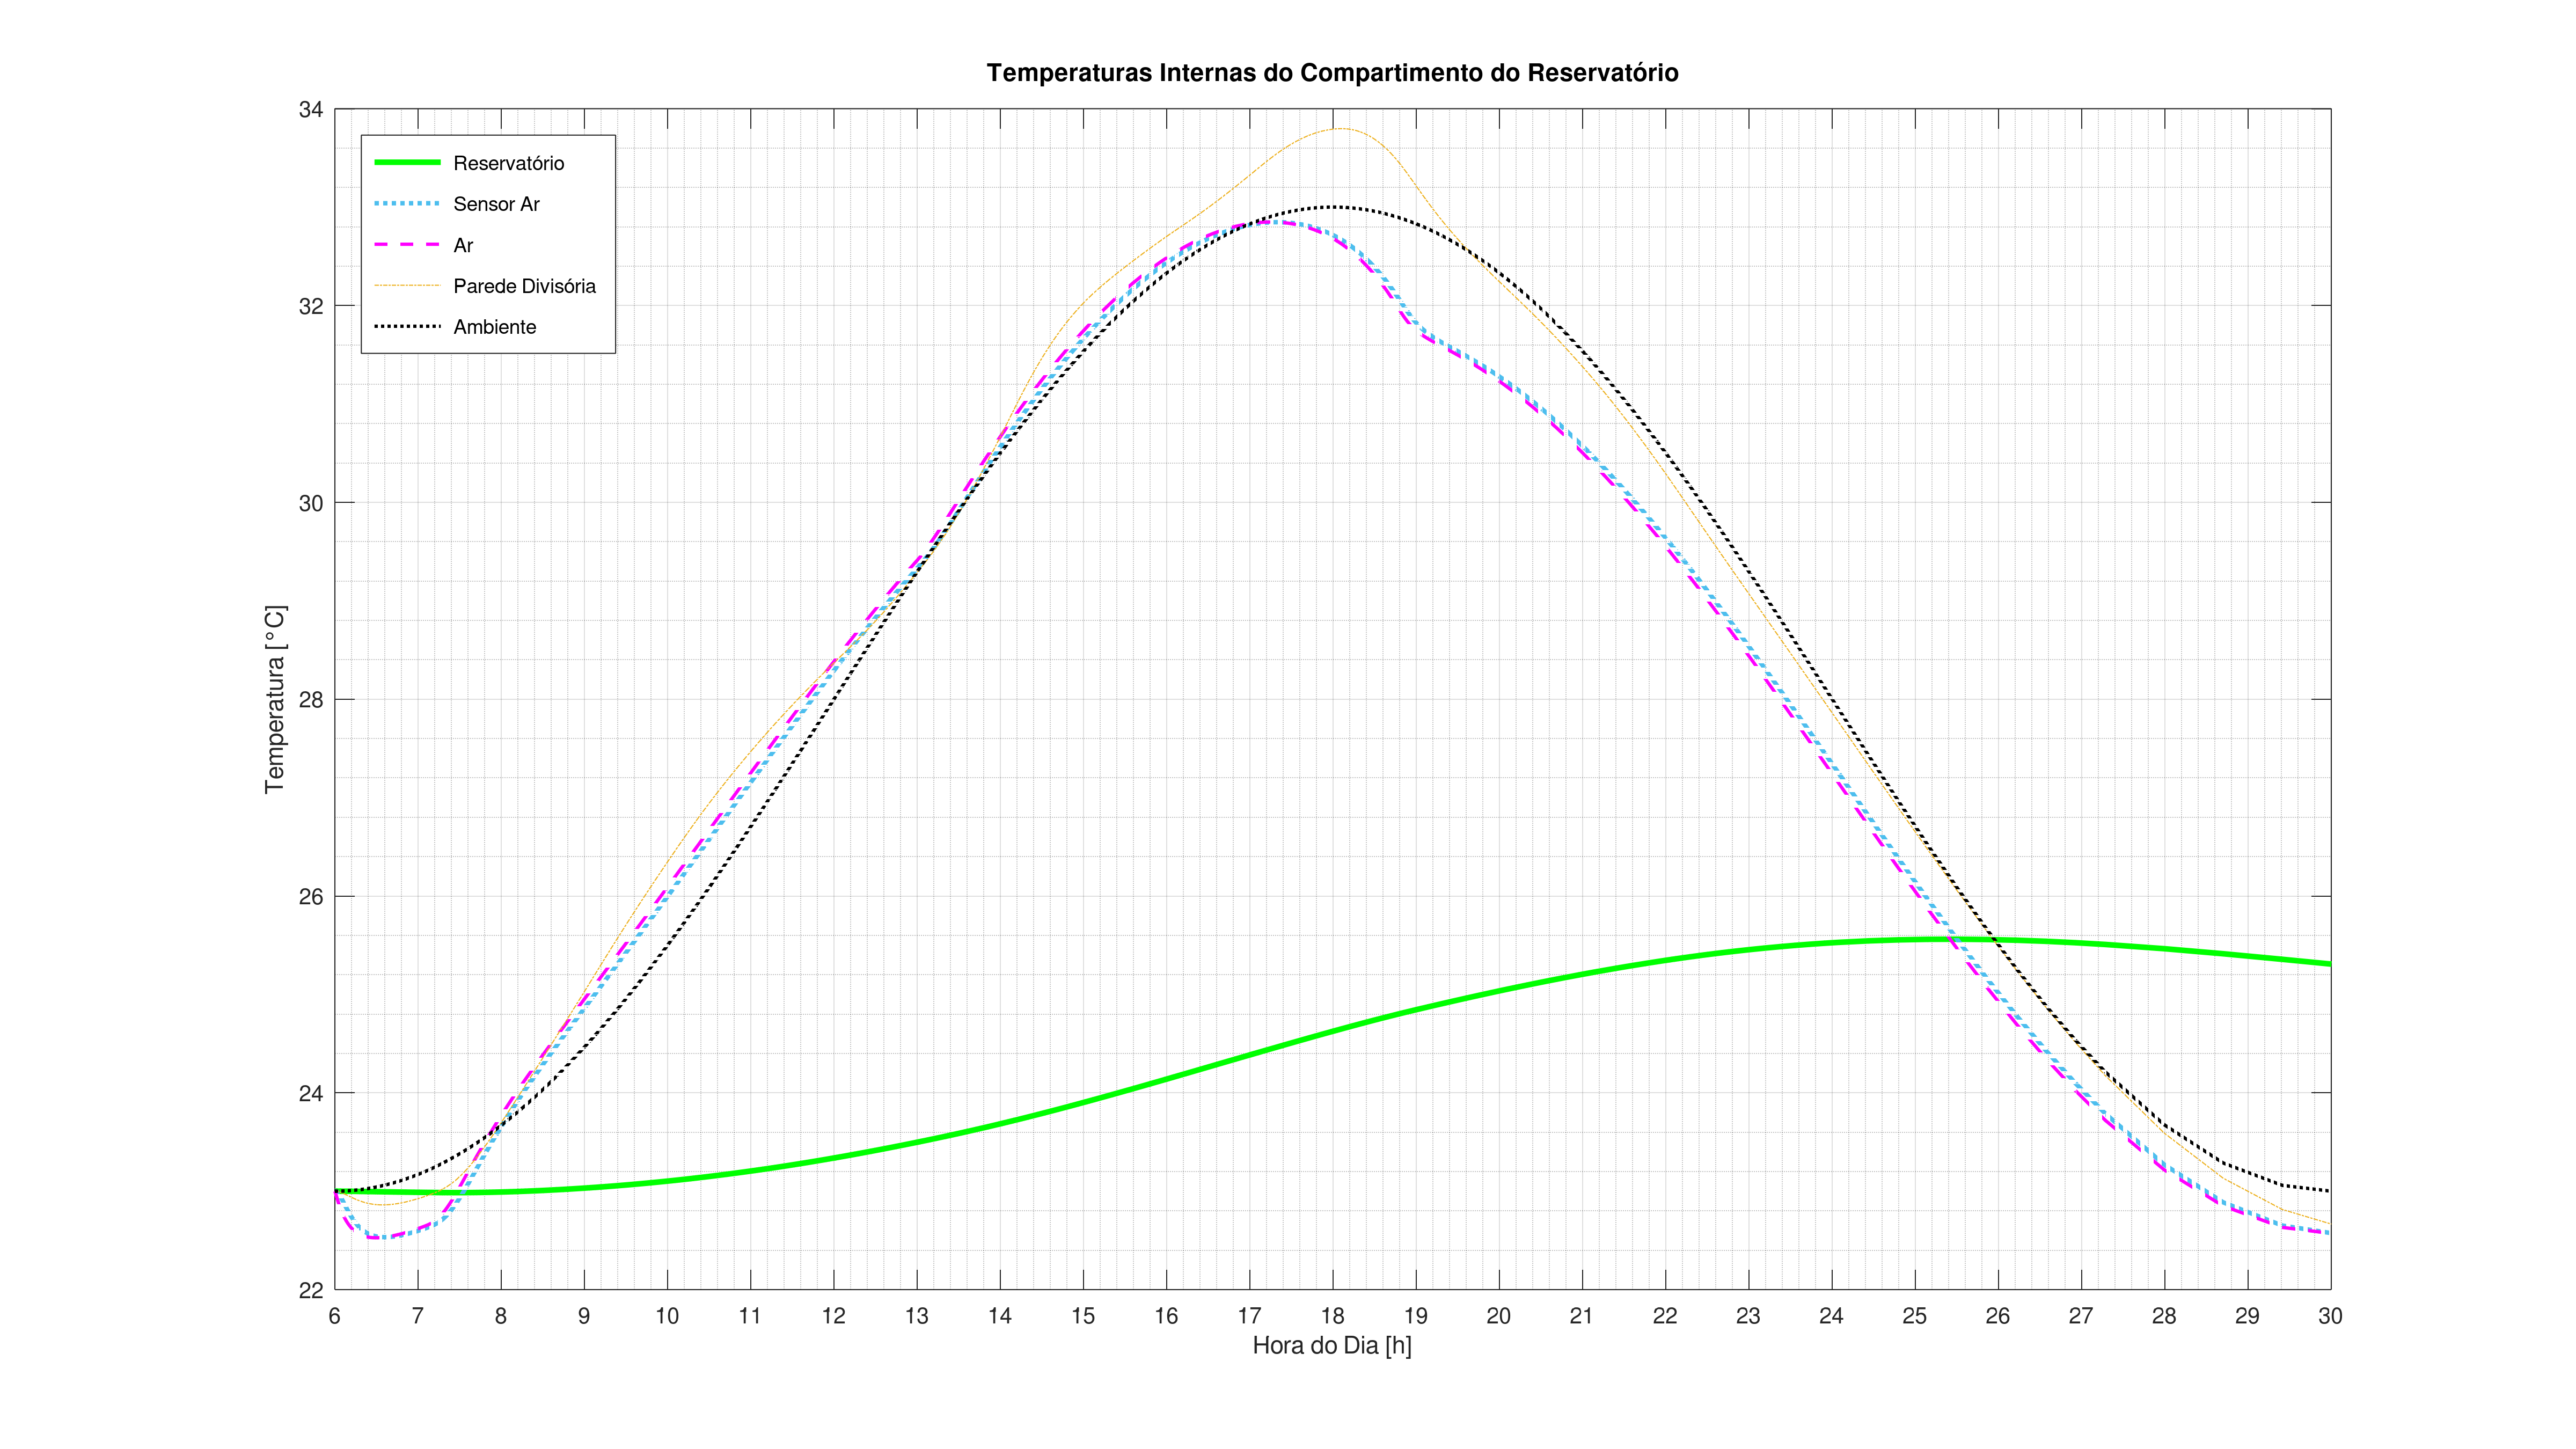 Temperaturas Internas do Compartimento do Reservatório
34
Reservatório
Sensor Ar
Ar
Parede Divisória
Ambiente
32
30
28
26
24
22
Temperatura [°C]
6 7 8 9 10 11 12 13 14 15 16 17 18 19 20 21 22 23 24 25 26 27 28 29 30
Hora do Dia [h]